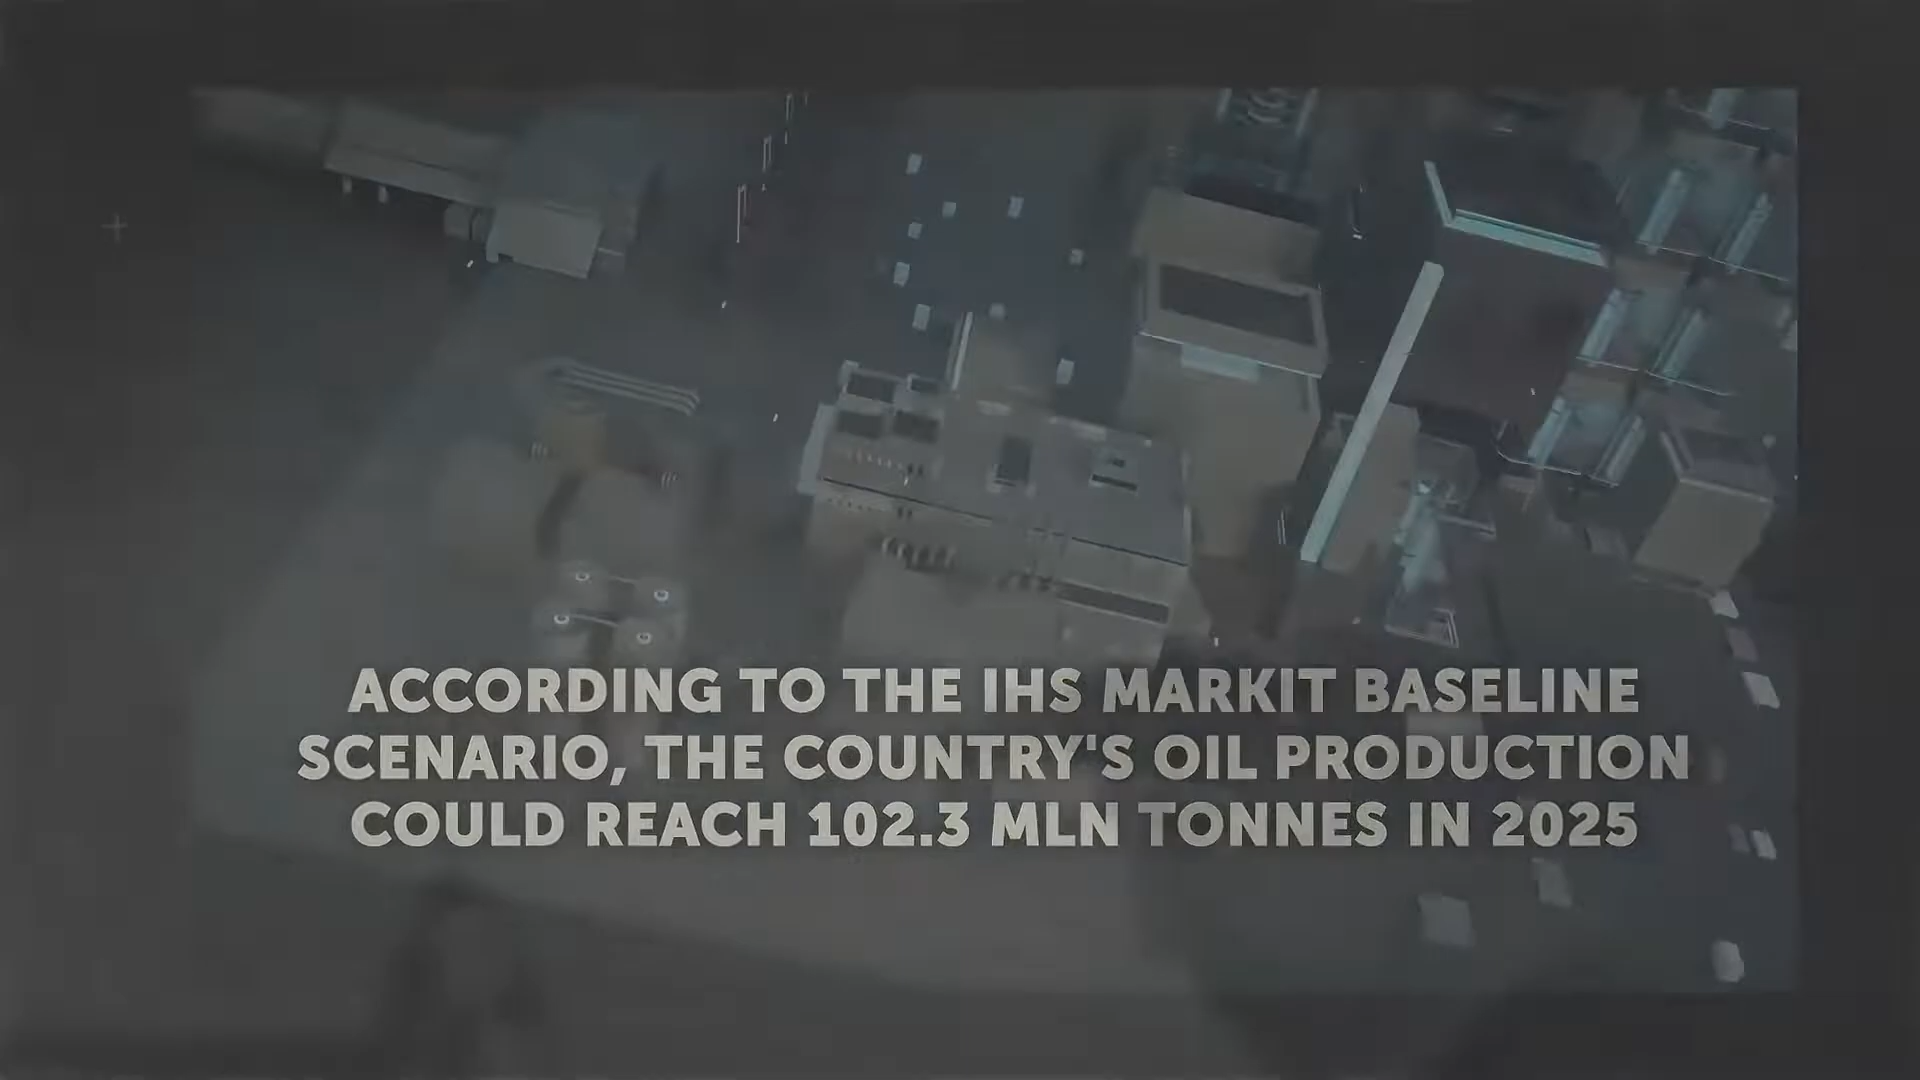 ACCORDING TO THE IHS MARKIT BASELINE
SCENARIO, THE COUNTRY'S OIL PRODUCTION
COULD REACH 102.3 MLN TONNES IN 2025